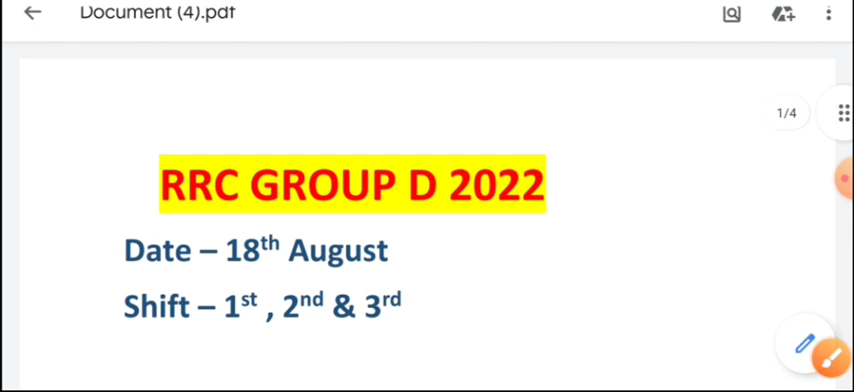 Document (4).pdf
1/4
RRC GROUP D 2022
Date – 18th August
Shift – 1st , 2nd & 3rd